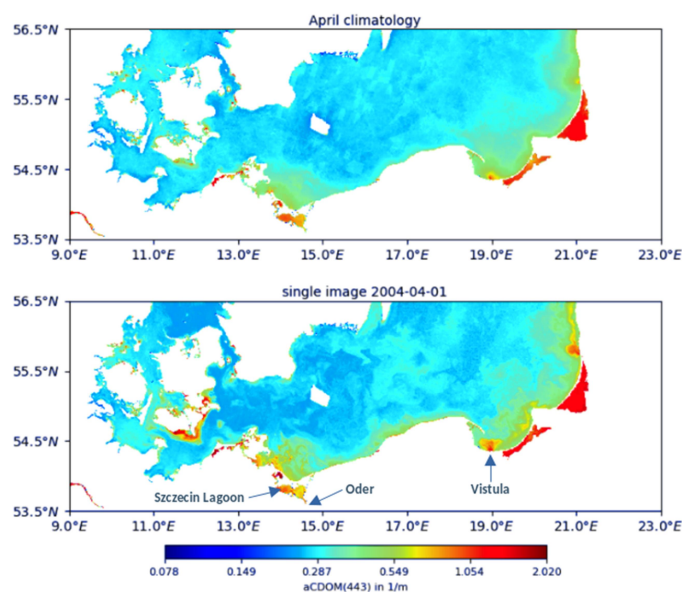 April climatology
56.5°N
55.5°N
54.5°N
53.5°N
9.0°E 11.0°E 13.0°E 15.0°E 17.0°E 19.0°E 21.0°E 23.0°E
single image 2004-04-01
56.5°N
55.5°N
54.5°N
Szczecin Lagoon Oder Vistula
53.5°N
9.0°E 11.0°E 13.0°E 15.0°E 17.0°E 19.0°E 21.0°E 23.0°E
0.078 0.149 0.287 0.549 1.054 2.020
aCDOM(443) in 1/m